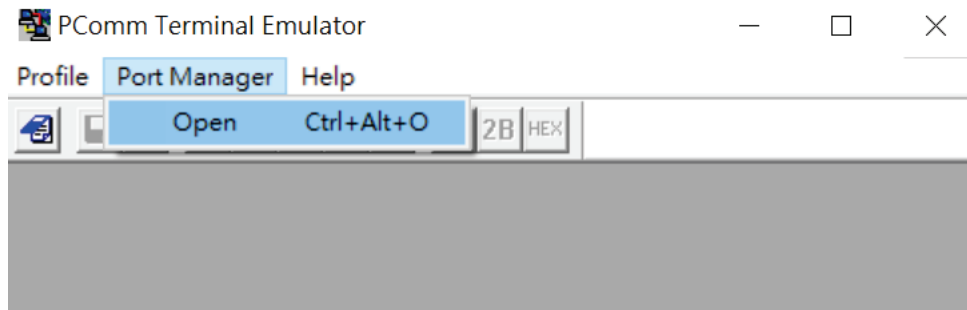 PComm Terminal Emulator
Profile Port Manager Help
Open Ctrl+Alt+O
2B HEX